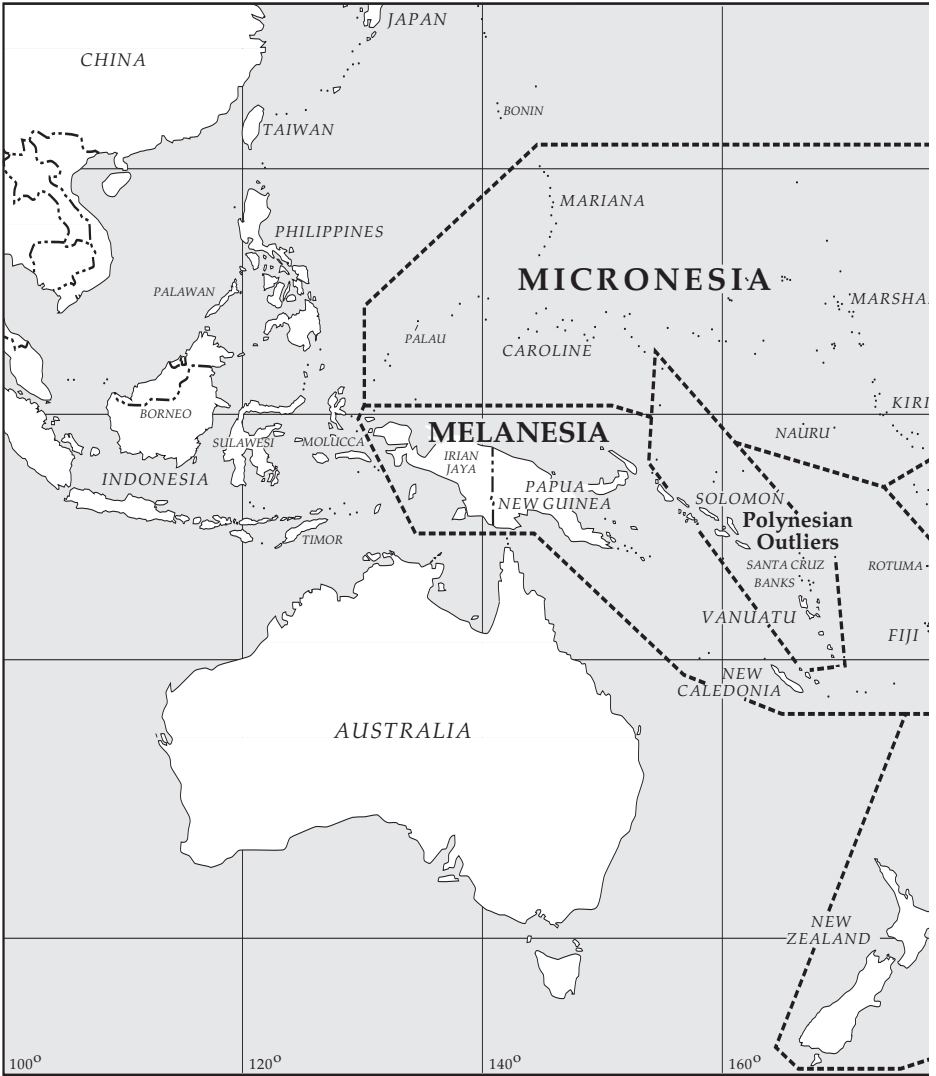 JAPAN
CHINA
BONIN
TAIWAN
MARIANA
PHILIPPINES
MICRONESIA
PALAWAN
MARSHA
PALAU
CAROLINE
KIRI
BORNEO
MELANESIA
NAURU
SULAWESI
MOLUCCA
IRIAN
JAYA
INDONESIA
PAPUA
NEW GUINEA
SOLOMON
Polynesian
Outliers
TIMOR
SANTA CRUZ
BANKS
ROTUMA
VANUATU
FIJI
NEW
CALEDONIA
AUSTRALIA
NEW
ZEALAND
100° 120° 140° 160°